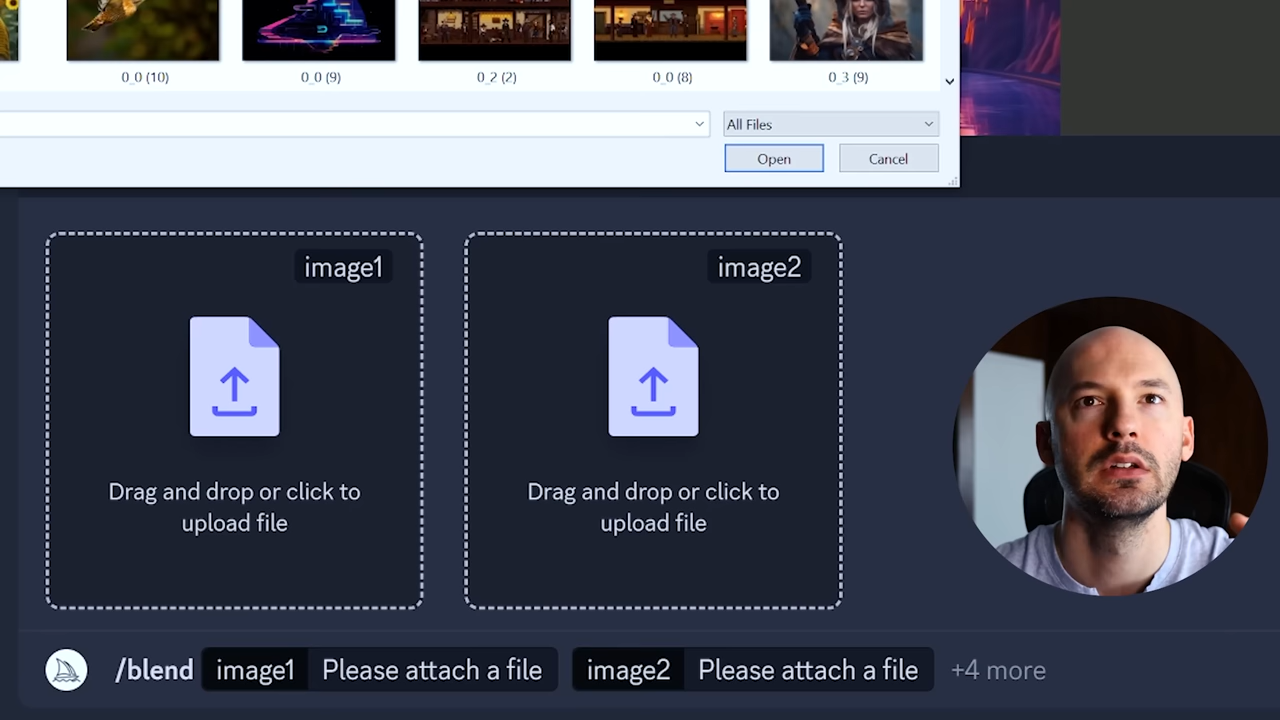 0_0 (10)
0_0 (9)
0_2 (2)
0_0 (8)
0_3 (9)
All Files
Open
Cancel
image1
image2
Drag and drop or click to
upload file
Drag and drop or click to
upload file
/blend image1 Please attach a file image2 Please attach a file +4 more